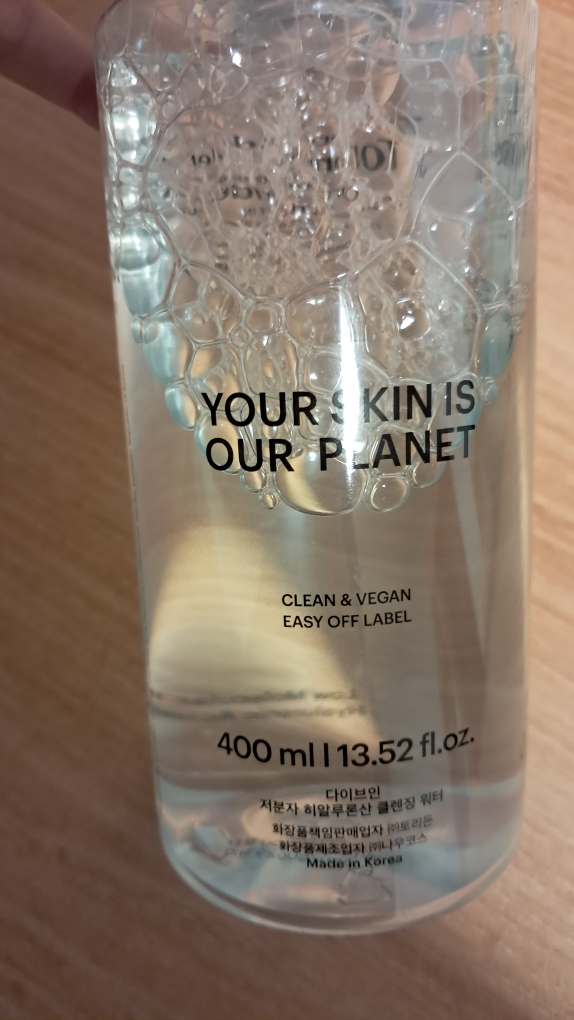 YOUR SKIN IS
OUR PLANET
CLEAN & VEGAN
EASY OFF LABEL
400 ml | 13.52 fl.oz.
다이브인
저분자 히알루론산 클렌징 워터
화장품책임판매업자 ㈜토리든
화장품제조업자 ㈜나우코스
Made in Korea